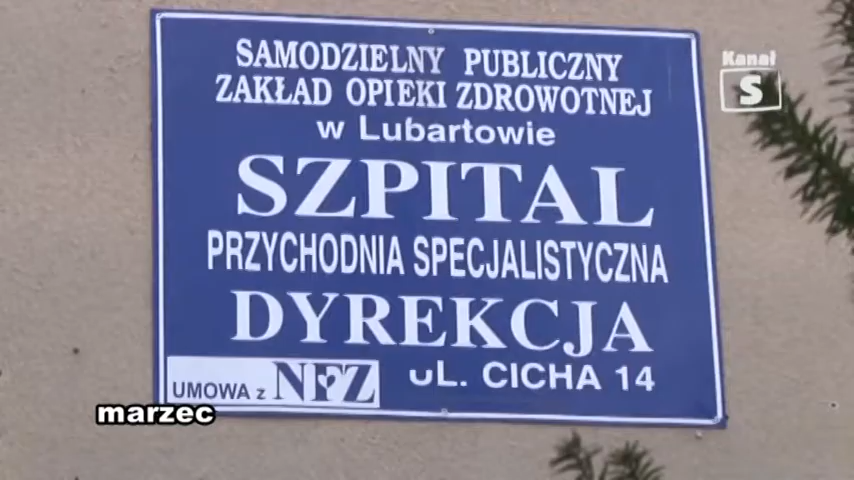 SAMODZIELNY PUBLICZNY
ZAKŁAD OPIEKI ZDROWOTNEJ
w Lubartowie
SZPITAL
PRZYCHODNIA SPECJALISTYCZNA
DYREKCJA
UMOWA z NFZ
UL. CICHA 14
Kanał
S
marzec